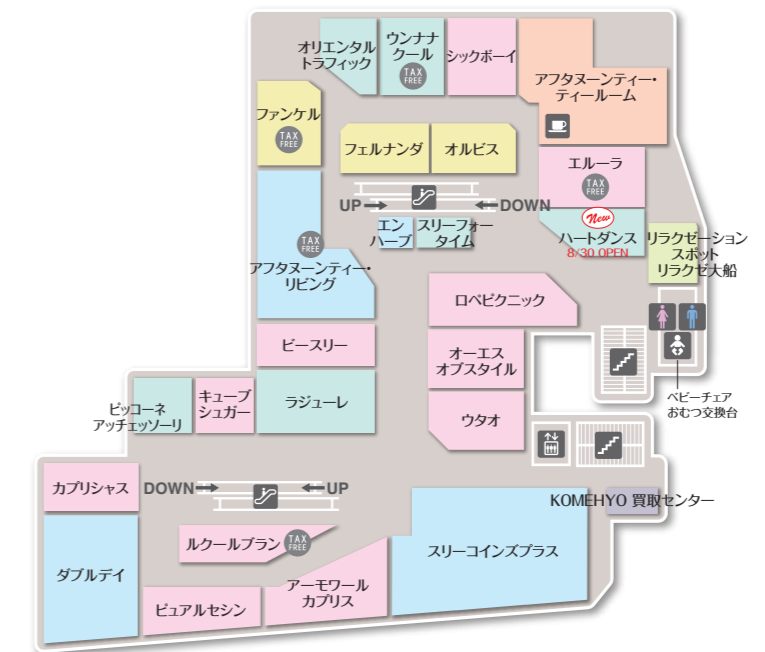 オリエンタル
トラフィック
ウンナナ
クール
TAX
FREE
シックボーイ
アフタヌーンティー・
ティールーム
ファンケル
TAX
FREE
フェルナンダ
オルビス
エルーラ
TAX
FREE
UP
DOWN
エン
ハーブ
スリーフォー
タイム
New
ハートダンス
8/30 OPEN
リラクゼーション
スポット
リラクゼ大船
TAX
FREE
アフタヌーンティー・
リビング
ロペピクニック
ビースリー
オーエス
オブスタイル
ベビーチェア
おむつ交換台
ピッコーネ
アッチェッソーリ
キューブ
シュガー
ラジューレ
ウタオ
カプリシャス
DOWN
UP
KOMEHYO 買取センター
ルクールブラン
TAX
FREE
スリーコインズプラス
ダブルデイ
ピュアルセシン
アーモワール
カプリス